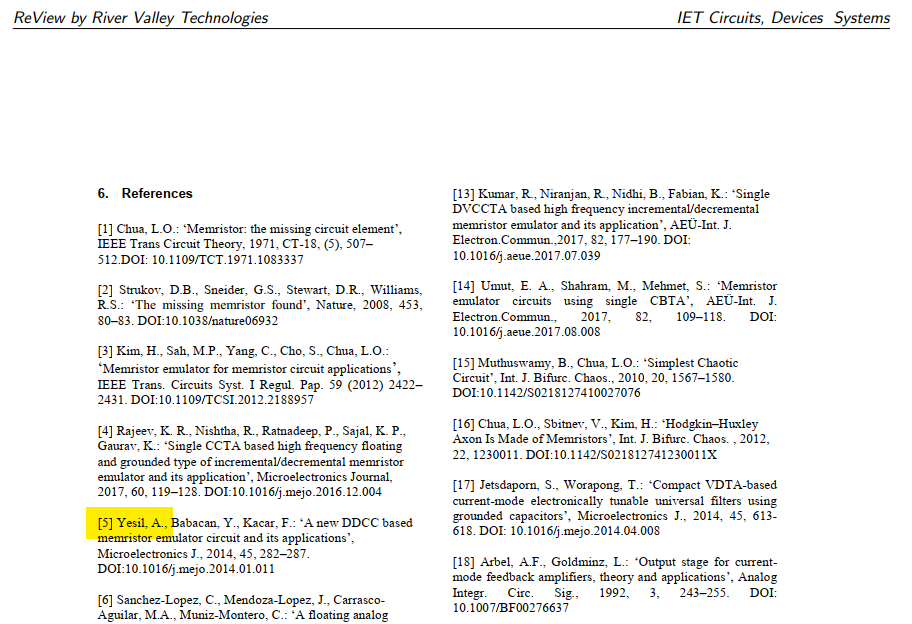 ReView by River Valley Technologies
IET Circuits, Devices Systems
6. References
[1] Chua, L.O.: ‘Memristor: the missing circuit element’,
IEEE Trans Circuit Theory, 1971, CT-18, (5), 507–
512.DOI: 10.1109/TCT.1971.1083337
[2] Strukov, D.B., Sneider, G.S., Stewart, D.R., Williams,
R.S.: ‘The missing memristor found’, Nature, 2008, 453,
80–83. DOI:10.1038/nature06932
[3] Kim, H., Sah, M.P., Yang, C., Cho, S., Chua, L.O.:
‘Memristor emulator for memristor circuit applications’,
IEEE Trans. Circuits Syst. I Regul. Pap. 59 (2012) 2422–
2431. DOI:10.1109/TCSI.2012.2188957
[4] Rajeev, K. R., Nishtha, R., Ratnadeep, P., Sajal, K. P.,
Gaurav, K.: ‘Single CCTA based high frequency floating
and grounded type of incremental/decremental memristor
emulator and its application’, Microelectronics Journal,
2017, 60, 119–128. DOI:10.1016/j.mejo.2016.12.004
[5] Yesil, A., Babacan, Y., Kacar, F.: ‘A new DDCC based
memristor emulator circuit and its applications’,
Microelectronics J., 2014, 45, 282–287.
DOI:10.1016/j.mejo.2014.01.011
[6] Sanchez-Lopez, C., Mendoza-Lopez, J., Carrasco-
Aguilar, M.A., Muniz-Montero, C.: ‘A floating analog
[13] Kumar, R., Niranjan, R., Nidhi, B., Fabian, K.: ‘Single
DVCCTA based high frequency incremental/decremental
memristor emulator and its application’, AEÜ-Int. J.
Electron.Commun.,2017, 82, 177–190. DOI:
10.1016/j.aeue.2017.07.039
[14] Umut, E. A., Shahram, M., Mehmet, S.: ‘Memristor
emulator circuits using single CBTA’, AEÜ-Int. J.
Electron.Commun., 2017, 82, 109–118. DOI:
10.1016/j.aeue.2017.08.008
[15] Muthuswamy, B., Chua, L.O.: ‘Simplest Chaotic
Circuit’, Int. J. Bifurc. Chaos., 2010, 20, 1567–1580.
DOI:10.1142/S0218127410027076
[16] Chua, L.O., Sbitnev, V., Kim, H.: ‘Hodgkin–Huxley
Axon Is Made of Memristors’, Int. J. Bifurc. Chaos. , 2012,
22, 1230011. DOI:10.1142/S021812741230011X
[17] Jetsdaporn, S., Worapong, T.: ‘Compact VDTA-based
current-mode electronically tunable universal filters using
grounded capacitors’, Microelectronics J., 2014, 45, 613-
618. DOI: 10.1016/j.mejo.2014.04.008
[18] Arbel, A.F., Goldminz, L.: ‘Output stage for current-
mode feedback amplifiers, theory and applications’, Analog
Integr. Circ. Sig., 1992, 3, 243–255. DOI:
10.1007/BF00276637